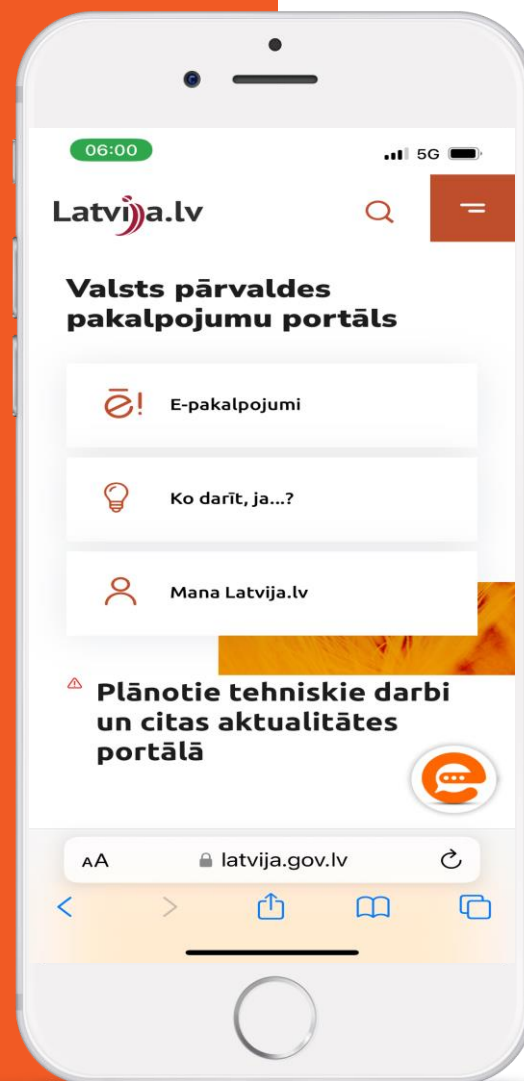 06:00
5G
Latvija.lv
Valsts pārvaldes
pakalpojumu portāls
ē! E-pakalpojumi
Ko darīt, ja...?
Mana Latvija.lv
Plānotie tehniskie darbi
un citas aktualitātes
portālā
AA latvija.gov.lv